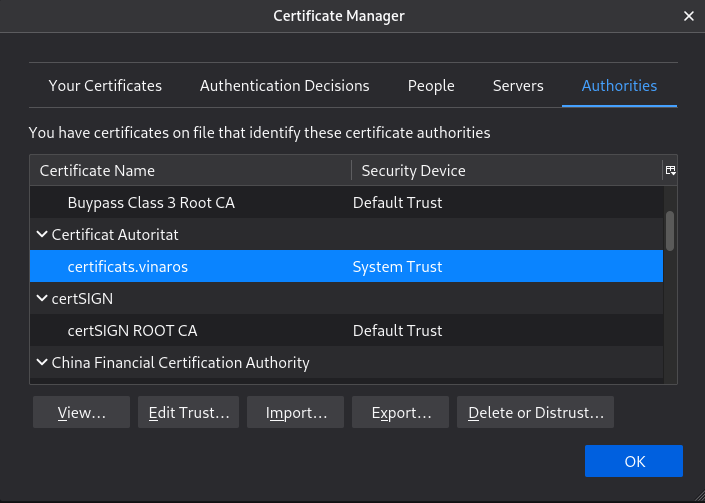 Certificate Manager
Your Certificates Authentication Decisions People Servers Authorities
You have certificates on file that identify these certificate authorities
Certificate Name Security Device
Buypass Class 3 Root CA Default Trust
Certificat Autoritat
certificats.vinaros System Trust
certSIGN
certSIGN ROOT CA Default Trust
China Financial Certification Authority
View... Edit Trust... Import... Export... Delete or Distrust...
OK